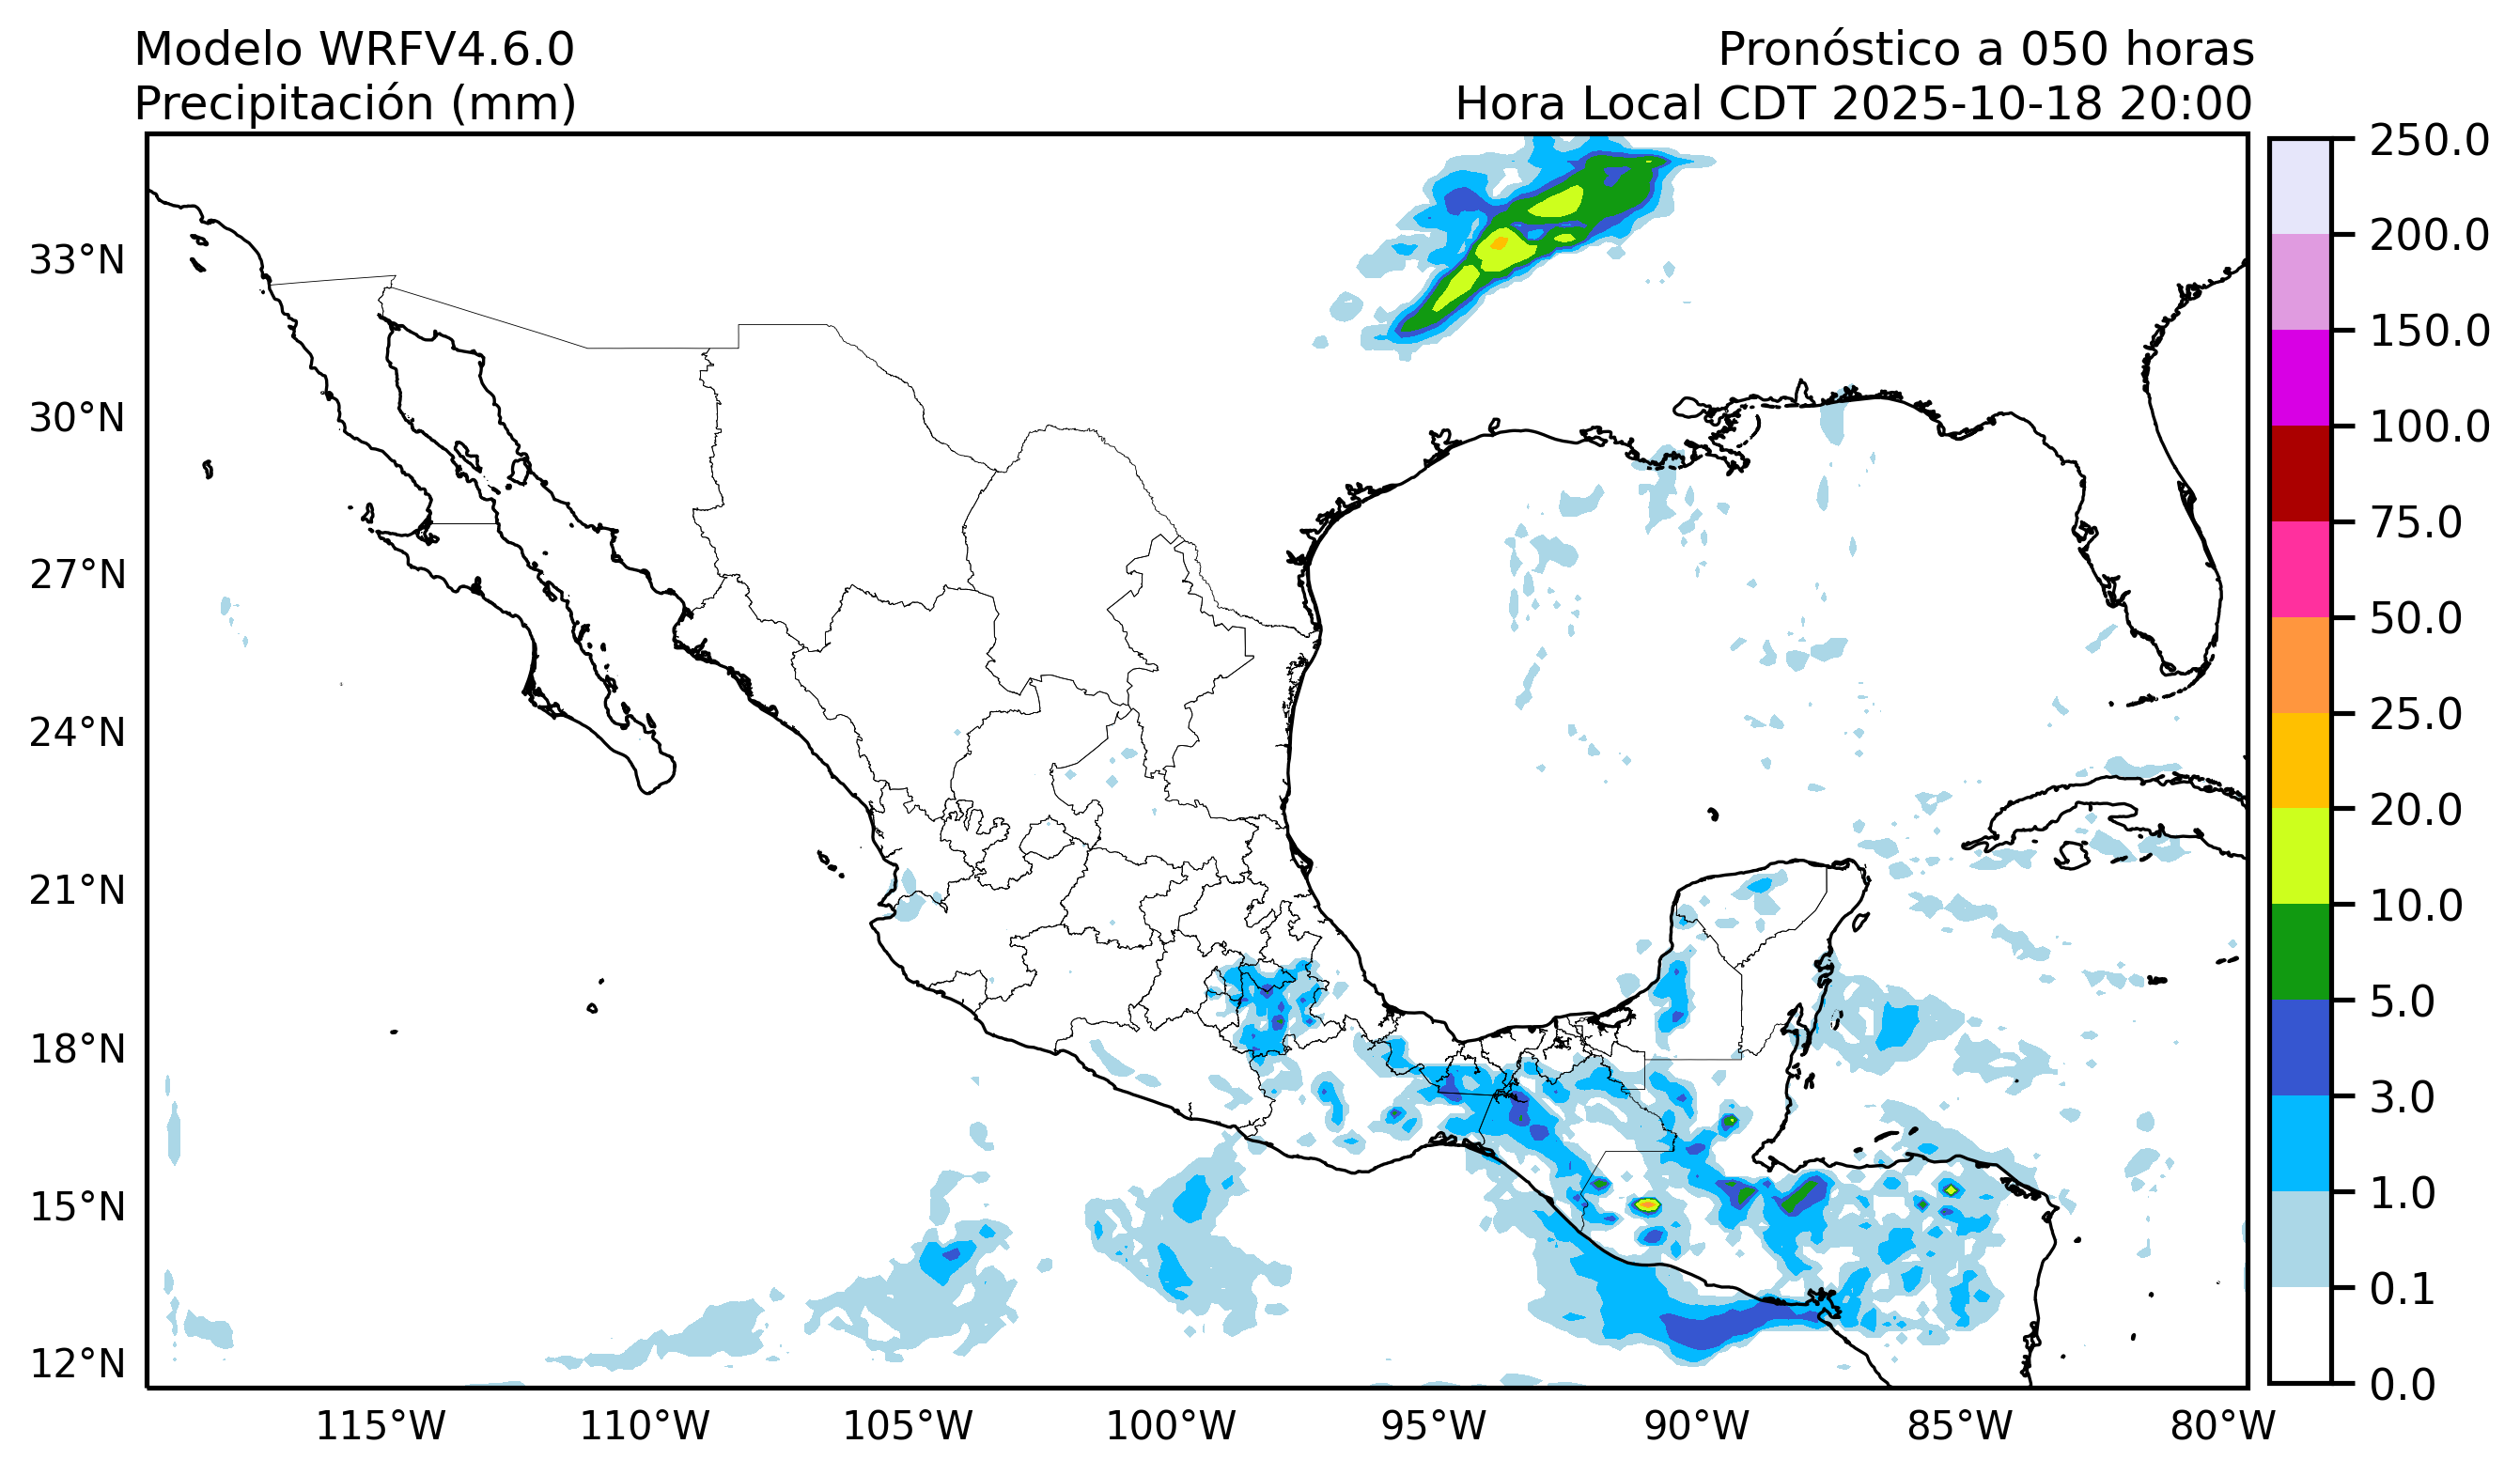 Modelo WRFV4.6.0
Precipitación (mm)
Pronóstico a 050 horas
Hora Local CDT 2025-10-18 20:00
33°N
30°N
27°N
24°N
21°N
18°N
15°N
12°N
115°W
110°W
105°W
100°W
95°W
90°W
85°W
80°W
250.0
200.0
150.0
100.0
75.0
50.0
25.0
20.0
10.0
5.0
3.0
1.0
0.1
0.0